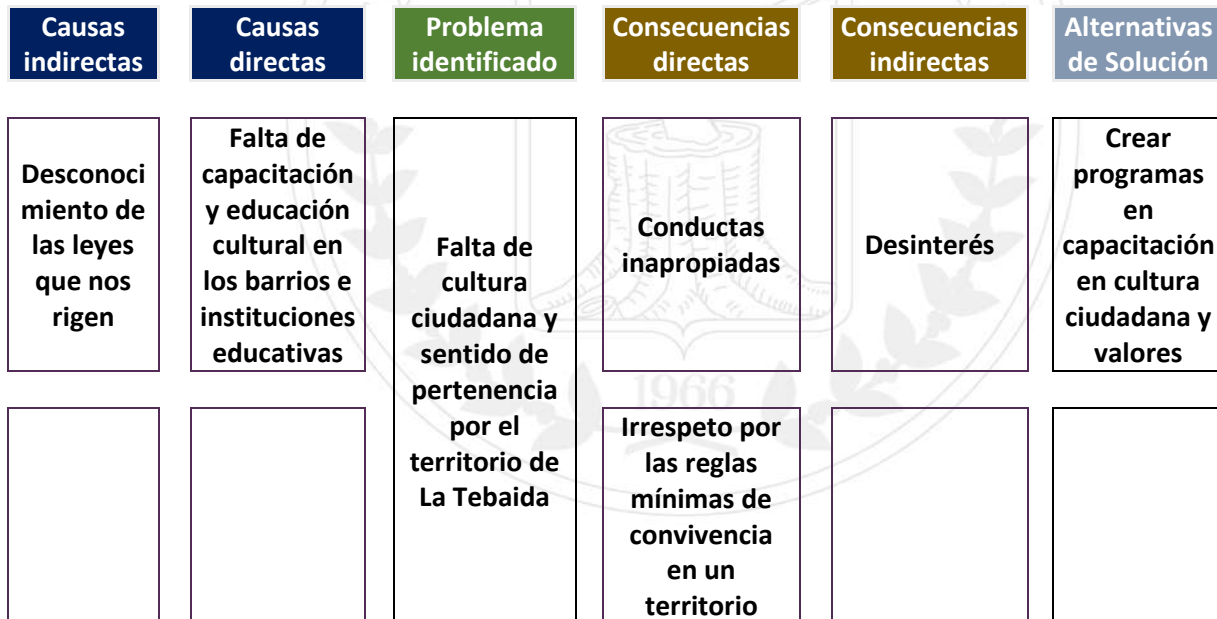 Causas
indirectas
Causas
directas
Problema
identificado
Consecuencias
directas
Consecuencias
indirectas
Alternativas
de Solución
Desconoci
miento de
las leyes
que nos
rigen
Falta de
capacitación
y educación
cultural en
los barrios e
instituciones
educativas
Falta de
cultura
ciudadana y
sentido de
pertenencia
por el
territorio de
La Tebaida
Conductas
inapropiadas
Desinterés
Crear
programas
en
capacitación
en cultura
ciudadana y
valores
Irrespeto por
las reglas
mínimas de
convivencia
en un
territorio
1966